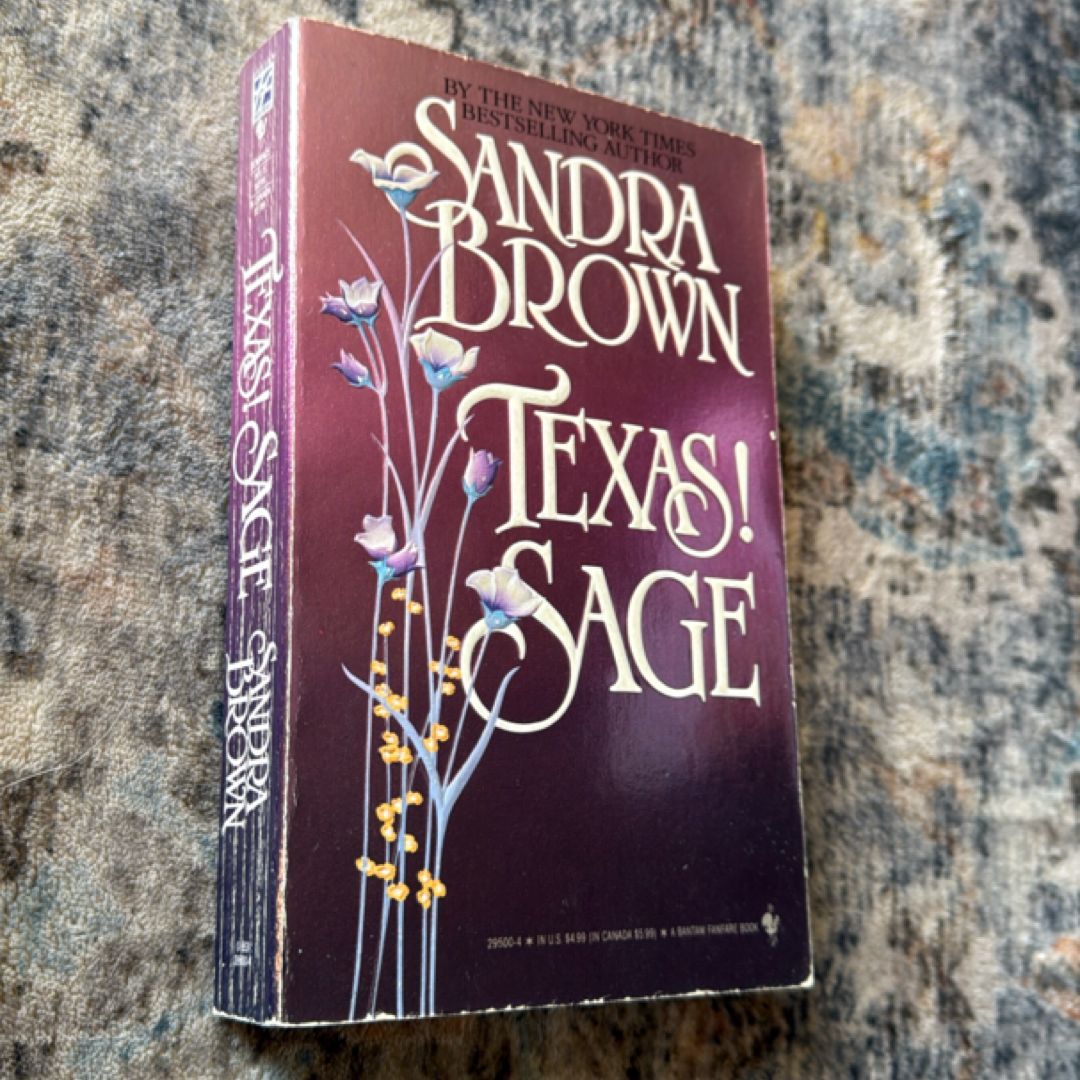 BY THE NEW YORK TIMES
BESTSELLING AUTHOR
SANDRA
BROWN
TEXAS!
SAGE
29500-4 ★ IN U.S. $4.99 (IN CANADA $5.99) ★ A BANTAM FANFARE BOOK
TEXAS! SAGE
SANDRA
BROWN